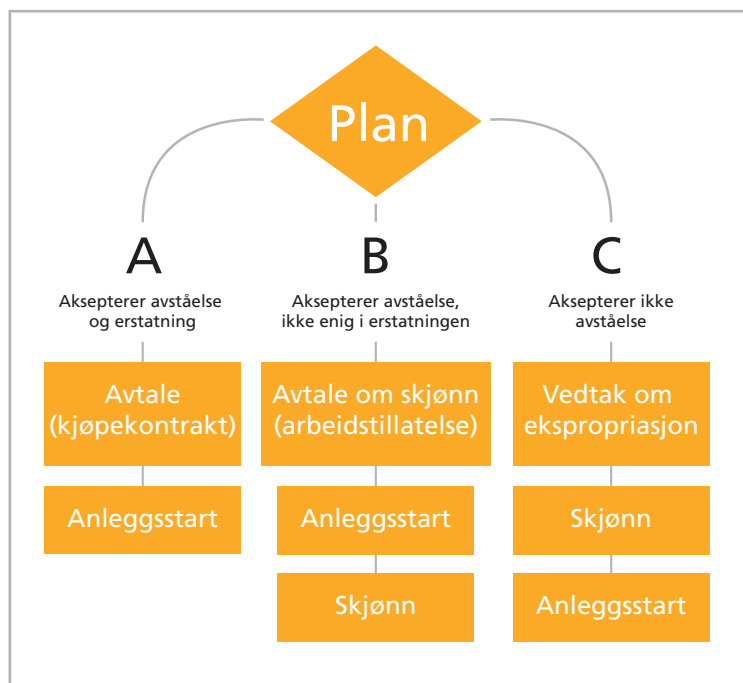 Plan
A
Aksepterer avståelse
og erstatning
Avtale
(kjøpekontrakt)
Anleggsstart
B
Aksepterer avståelse,
ikke enig i erstatningen
Avtale om skjønn
(arbeidstillatelse)
Anleggsstart
Skjønn
C
Aksepterer ikke
avståelse
Vedtak om
ekspropriasjon
Skjønn
Anleggsstart